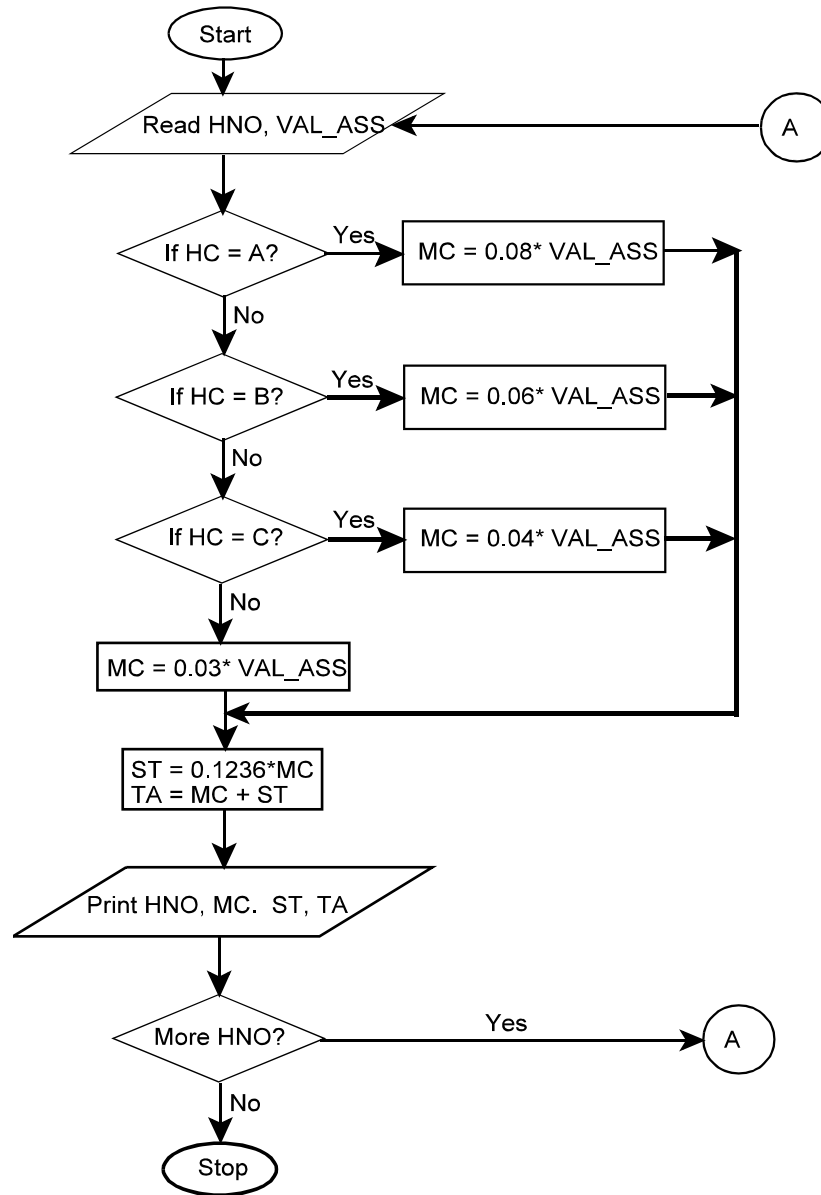 Start
Read HNO, VAL_ASS
A
If HC = A?
Yes
MC = 0.08* VAL_ASS
No
If HC = B?
Yes
MC = 0.06* VAL_ASS
No
If HC = C?
Yes
MC = 0.04* VAL_ASS
No
MC = 0.03* VAL_ASS
ST = 0.1236*MC
TA = MC + ST
Print HNO, MC. ST, TA
More HNO?
Yes
A
No
Stop